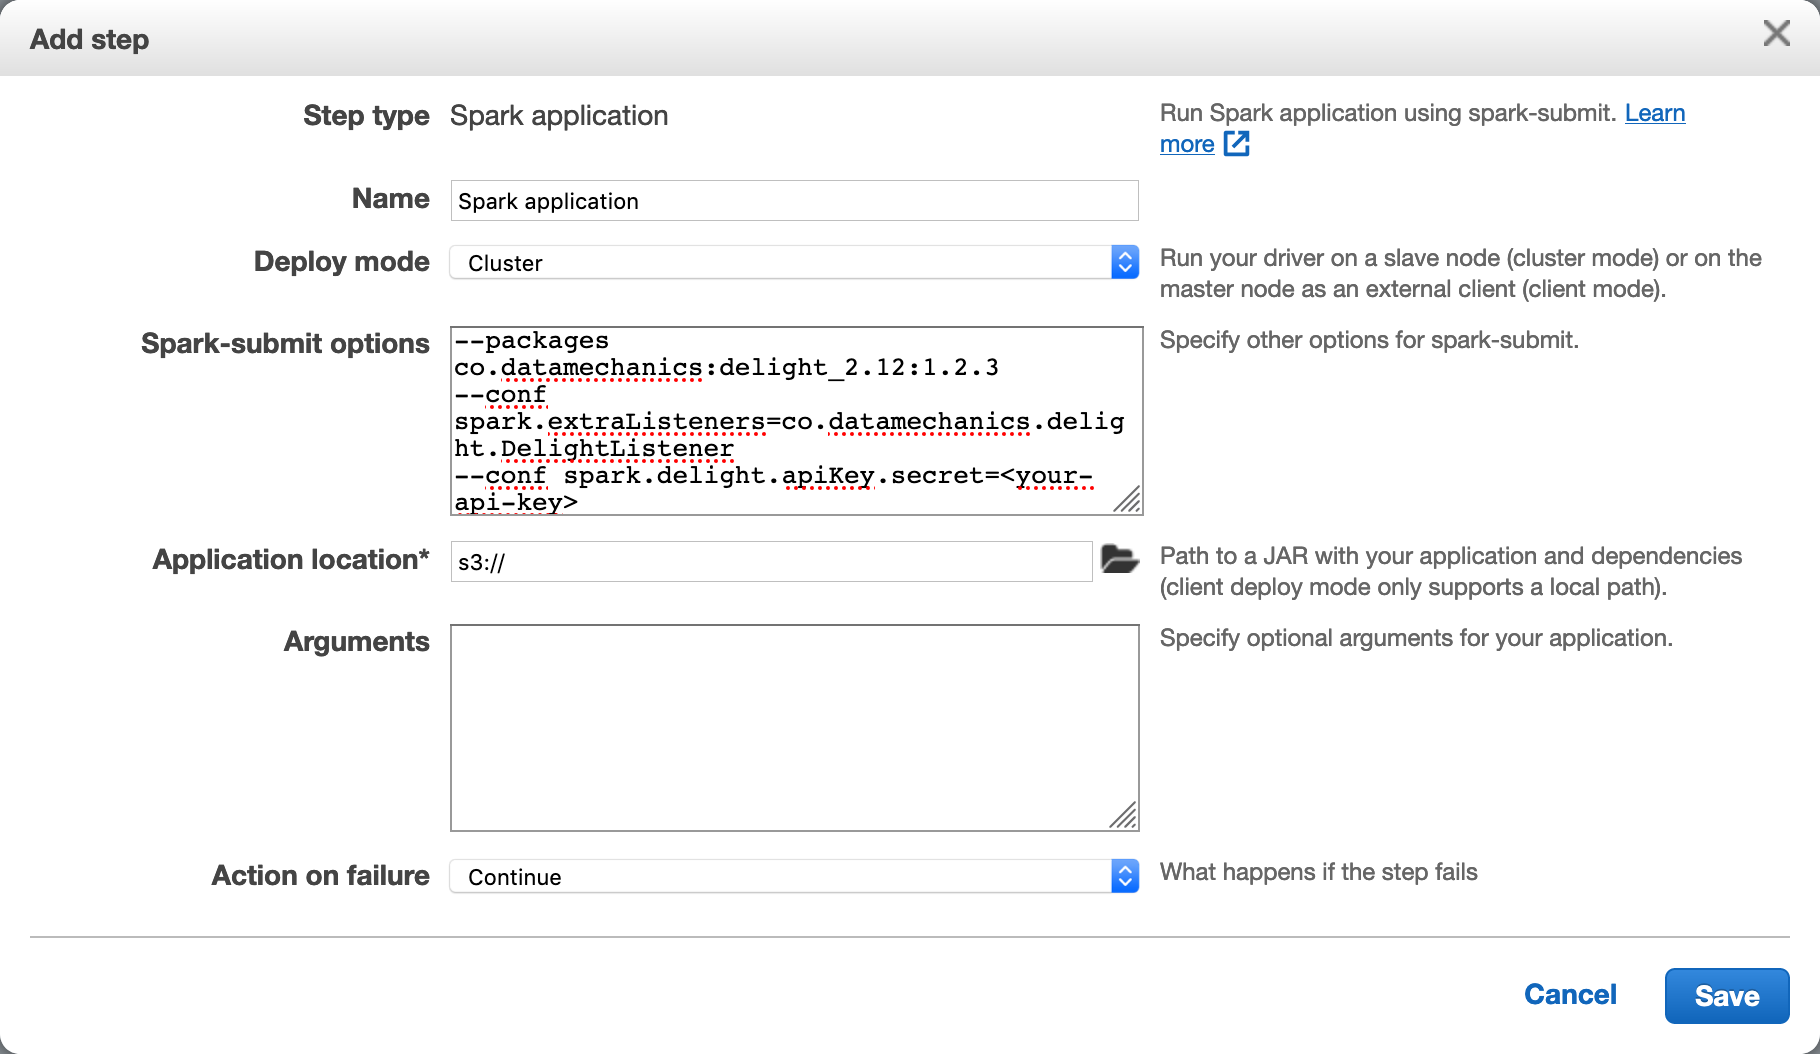 Add step
Step type
Spark application
Run Spark application using spark-submit. Learn
more
Name
Spark application
Deploy mode
Cluster
Run your driver on a slave node (cluster mode) or on the
master node as an external client (client mode).
Spark-submit options
--packages
co.datamechanics:delight_2.12:1.2.3
--conf
spark.extraListeners=co.datamechanics.delig
ht.DelightListener
--conf spark.delight.apiKey.secret=<your-
api-key>
Specify other options for spark-submit.
Application location*
s3://
Path to a JAR with your application and dependencies
(client deploy mode only supports a local path).
Arguments
Specify optional arguments for your application.
Action on failure
Continue
What happens if the step fails
Cancel
Save